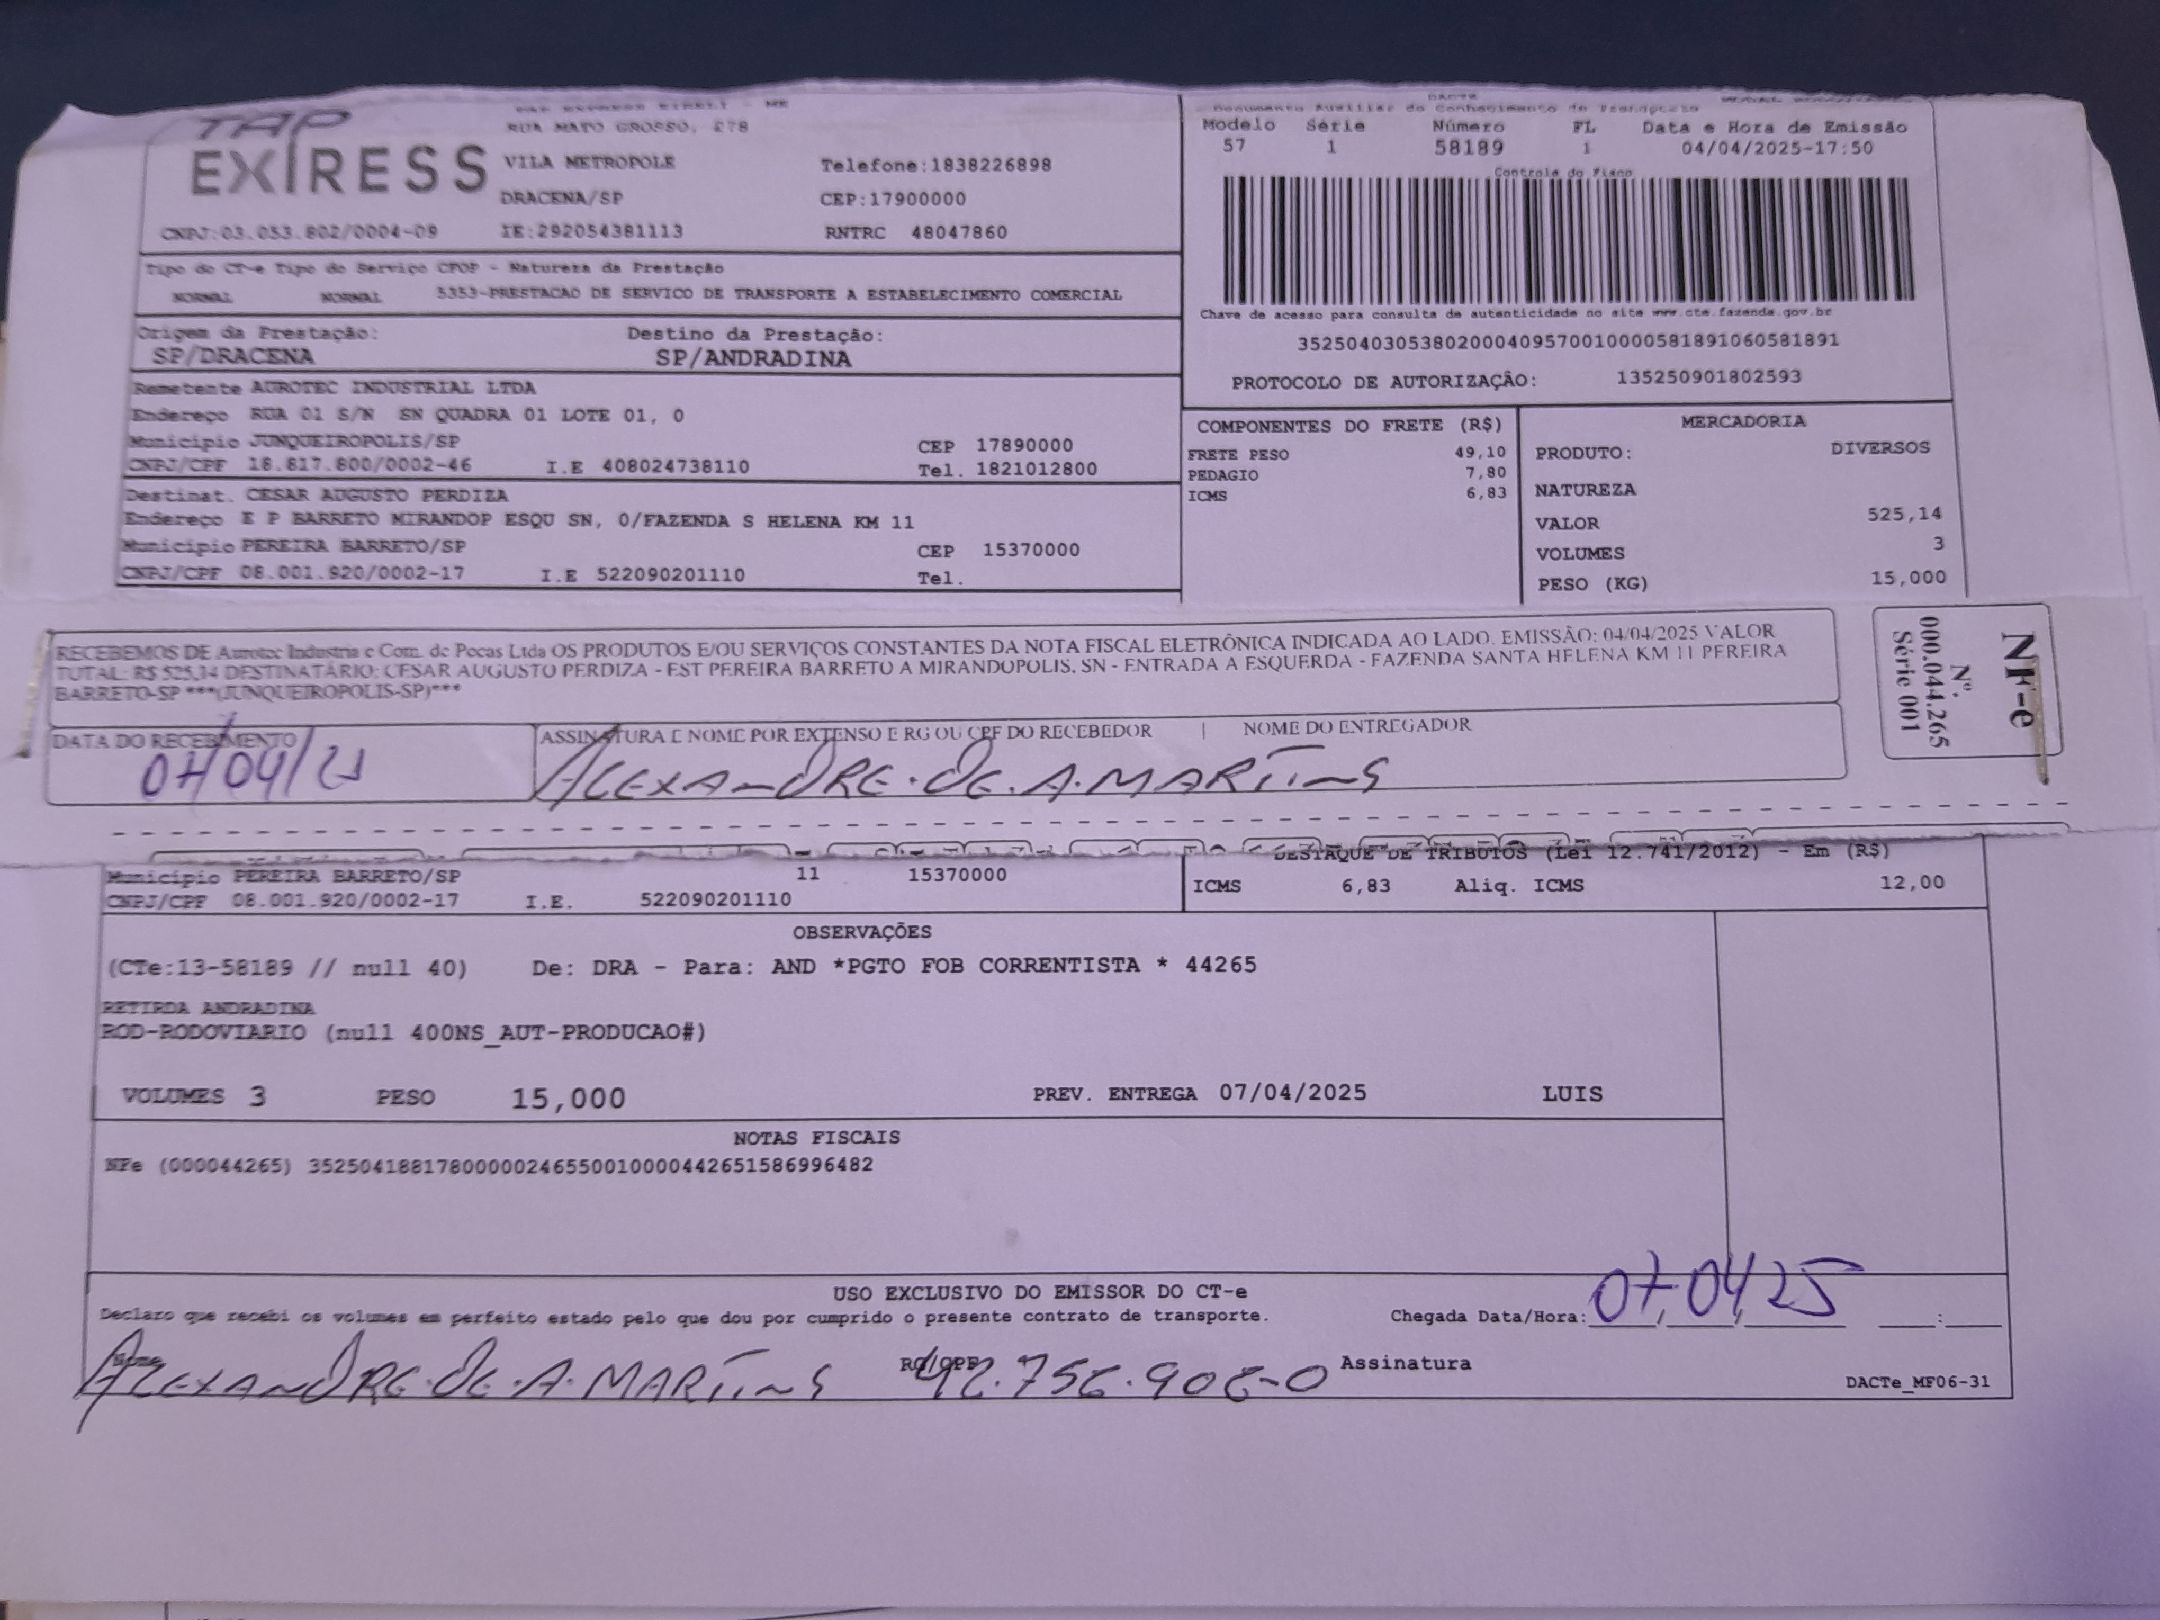 TAP
EXPRESS
RUA MATO GROSSO, 278
VILA METROPOLE Telefone:1838226898
DRACENA/SP CEP:17900000
CNPJ:03.053.802/0004-09 IE:292054381113 RNTRC 48047860
DACTE
Documento Auxiliar do Conhecimento de Transporte
Modelo Série Número FL Data e Hora de Emissão
57 1 58189 1 04/04/2025-17:50
Controle do Fisco
Chave de acesso para consulta de autenticidade no site www.cte.fazenda.gov.br
35250403053802000409570010000581891060581891
PROTOCOLO DE AUTORIZAÇÃO: 135250901802593
Tipo do CT-e Tipo do Serviço CFOP - Natureza da Prestação
NORMAL NORMAL 5353-PRESTACAO DE SERVICO DE TRANSPORTE A ESTABELECIMENTO COMERCIAL
Origem da Prestação: Destino da Prestação:
SP/DRACENA SP/ANDRADINA
Remetente AUROTEC INDUSTRIAL LTDA
Endereço RUA 01 S/N SN QUADRA 01 LOTE 01, 0
Município JUNQUEIROPOLIS/SP CEP 17890000
CNPJ/CPF 18.817.800/0002-46 I.E 408024738110 Tel. 1821012800
Destinat. CESAR AUGUSTO PERDIZA
Endereço E P BARRETO MIRANDOP ESQU SN, 0/FAZENDA S HELENA KM 11
Município PEREIRA BARRETO/SP CEP 15370000
CNPJ/CPF 08.001.920/0002-17 I.E 522090201110 Tel.
COMPONENTES DO FRETE (R$)
FRETE PESO 49,10
PEDAGIO 7,80
ICMS 6,83
MERCADORIA
PRODUTO: DIVERSOS
NATUREZA
VALOR 525,14
VOLUMES 3
PESO (KG) 15,000
RECEBEMOS DE Aurotec Industria e Com. de Pecas Ltda OS PRODUTOS E/OU SERVIÇOS CONSTANTES DA NOTA FISCAL ELETRÔNICA INDICADA AO LADO. EMISSÃO: 04/04/2025 VALOR
TOTAL: R$ 525,14 DESTINATÁRIO: CESAR AUGUSTO PERDIZA - EST PEREIRA BARRETO A MIRANDOPOLIS, SN - ENTRADA A ESQUERDA - FAZENDA SANTA HELENA KM 11 PEREIRA
BARRETO-SP ***(JUNQUEIROPOLIS-SP)***
NF-e
Nº.
000.044.265
Série 001
DATA DO RECEBIMENTO ASSINATURA E NOME POR EXTENSO E RG OU CPF DO RECEBEDOR | NOME DO ENTREGADOR
07/04/25 ALEXANDRE.DE.A.MARTINS
DESTAQUE DE TRIBUTOS (Lei 12.741/2012) - Em (R$)
Município PEREIRA BARRETO/SP 11 15370000
CNPJ/CPF 08.001.920/0002-17 I.E. 522090201110
ICMS 6,83 Aliq. ICMS 12,00
OBSERVAÇÕES
(CTe:13-58189 // null 40) De: DRA - Para: AND *PGTO FOB CORRENTISTA * 44265
RETIRDA ANDRADINA
ROD-RODOVIARIO (null 400NS_AUT-PRODUCAO#)
VOLUMES 3 PESO 15,000 PREV. ENTREGA 07/04/2025 LUIS
NOTAS FISCAIS
NFe (000044265) 35250418817800000246550010000442651586996482
USO EXCLUSIVO DO EMISSOR DO CT-e
Declaro que recebi os volumes em perfeito estado pelo que dou por cumprido o presente contrato de transporte. Chegada Data/Hora: 07/04/25 :
ALEXANDRE.DE.A.MARTINS RG/CPF Assinatura
DACTe_MF06-31